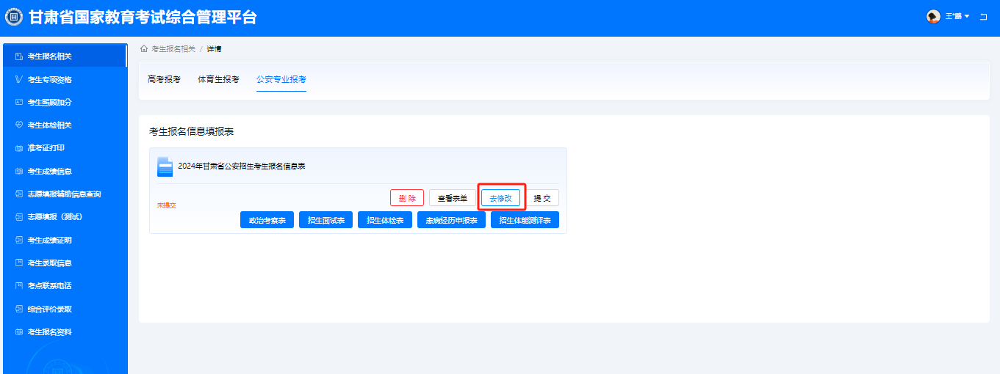 甘肃省国家教育考试综合管理平台
王*鹏
考生报名相关
考生专项资格
考生照顾加分
考生体检相关
准考证打印
考生成绩信息
志愿填报辅助信息查询
志愿填报（测试）
考生成绩证明
考生录取信息
考点联系电话
综合评价录取
考生报名资料
考生报名相关 / 详情
高考报考 体育生报考 公安专业报考
考生报名信息填报表
2024年甘肃省公安招生考生报名信息表
未提交
删 除 查看表单 去修改 提 交
政治考察表 招生面试表 招生体检表 患病经历申报表 招生体能测评表